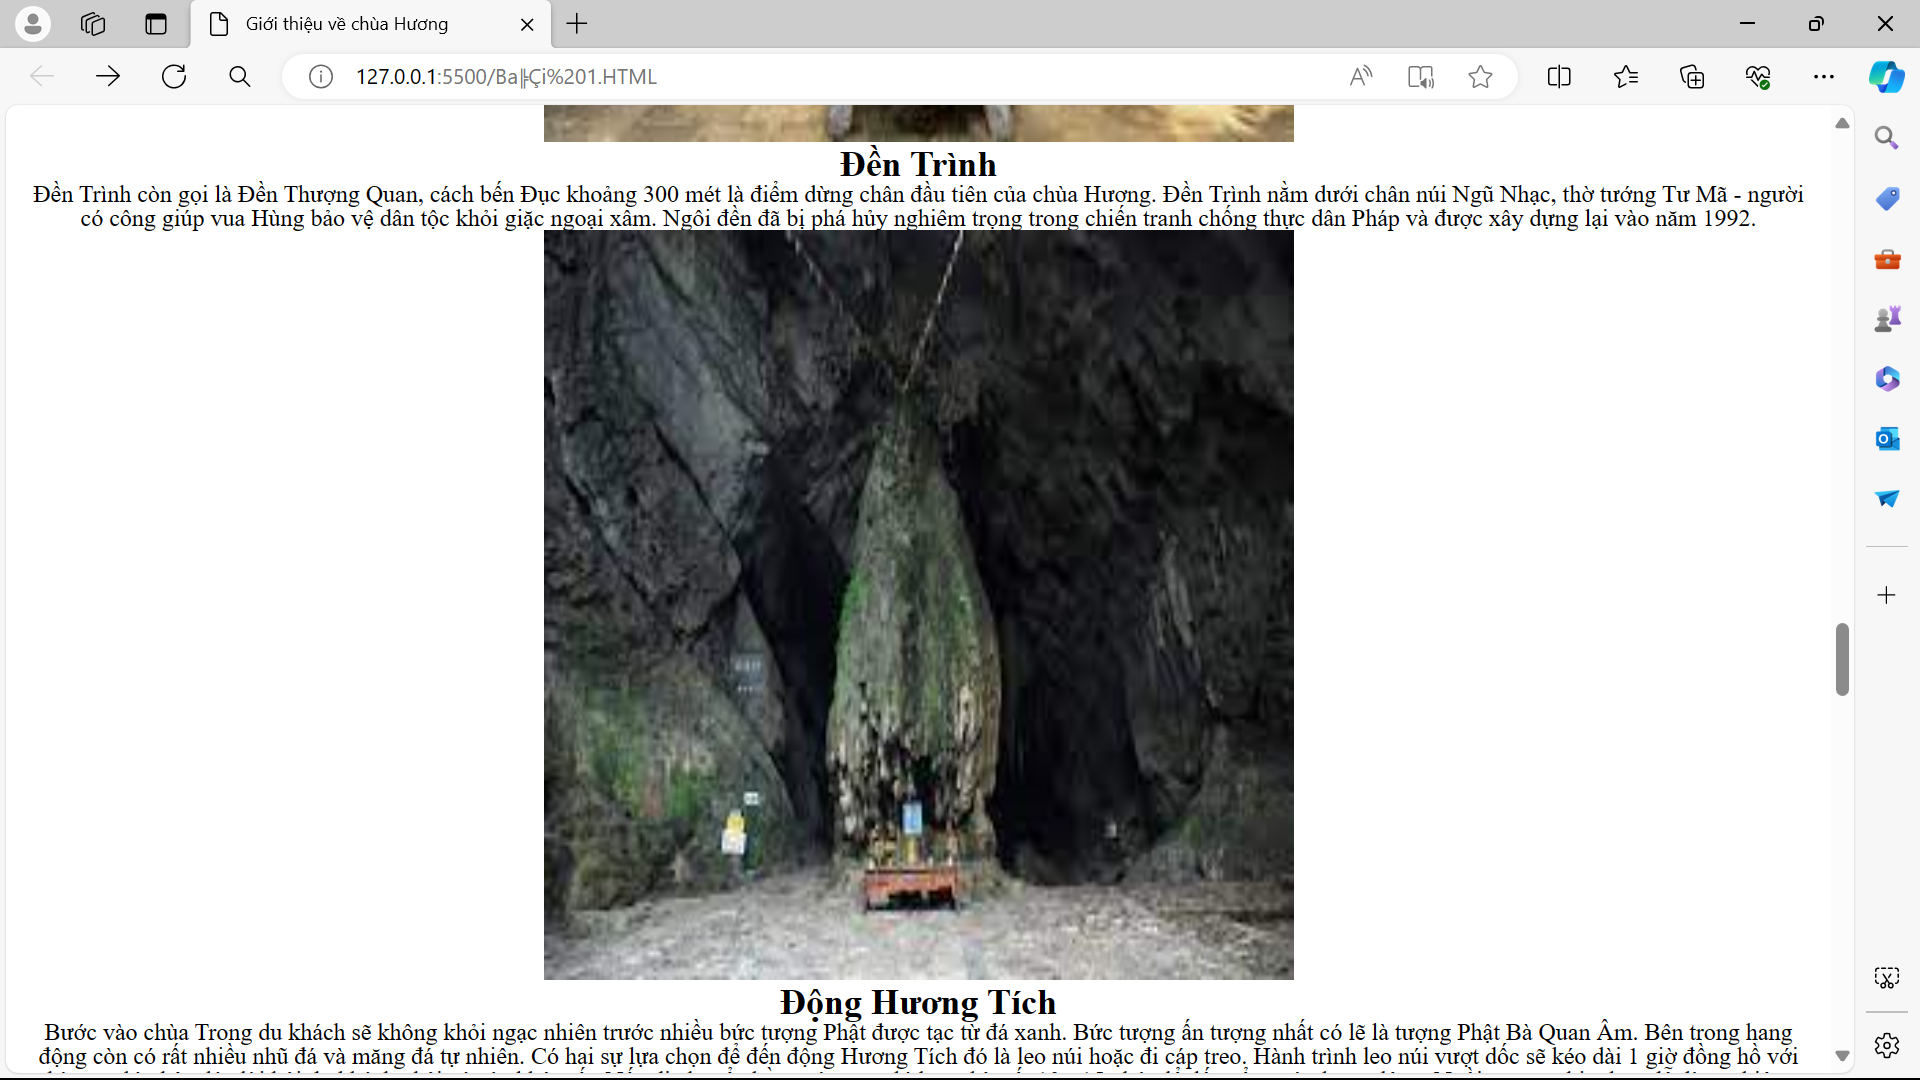 Giới thiệu về chùa Hương
127.0.0.1:5500/Ba╠Çi%201.HTML
Đền Trình
Đền Trình còn gọi là Đền Thượng Quan, cách bến Đục khoảng 300 mét là điểm dừng chân đầu tiên của chùa Hương. Đền Trình nằm dưới chân núi Ngũ Nhạc, thờ tướng Tư Mã - người
có công giúp vua Hùng bảo vệ dân tộc khỏi giặc ngoại xâm. Ngôi đền đã bị phá hủy nghiêm trọng trong chiến tranh chống thực dân Pháp và được xây dựng lại vào năm 1992.
Động Hương Tích
Bước vào chùa Trong du khách sẽ không khỏi ngạc nhiên trước nhiều bức tượng Phật được tạc từ đá xanh. Bức tượng ấn tượng nhất có lẽ là tượng Phật Bà Quan Âm. Bên trong hang
động còn có rất nhiều nhũ đá và măng đá tự nhiên. Có hai sự lựa chọn để đến động Hương Tích đó là leo núi hoặc đi cáp treo. Hành trình leo núi vượt dốc sẽ kéo dài 1 giờ đồng hồ với